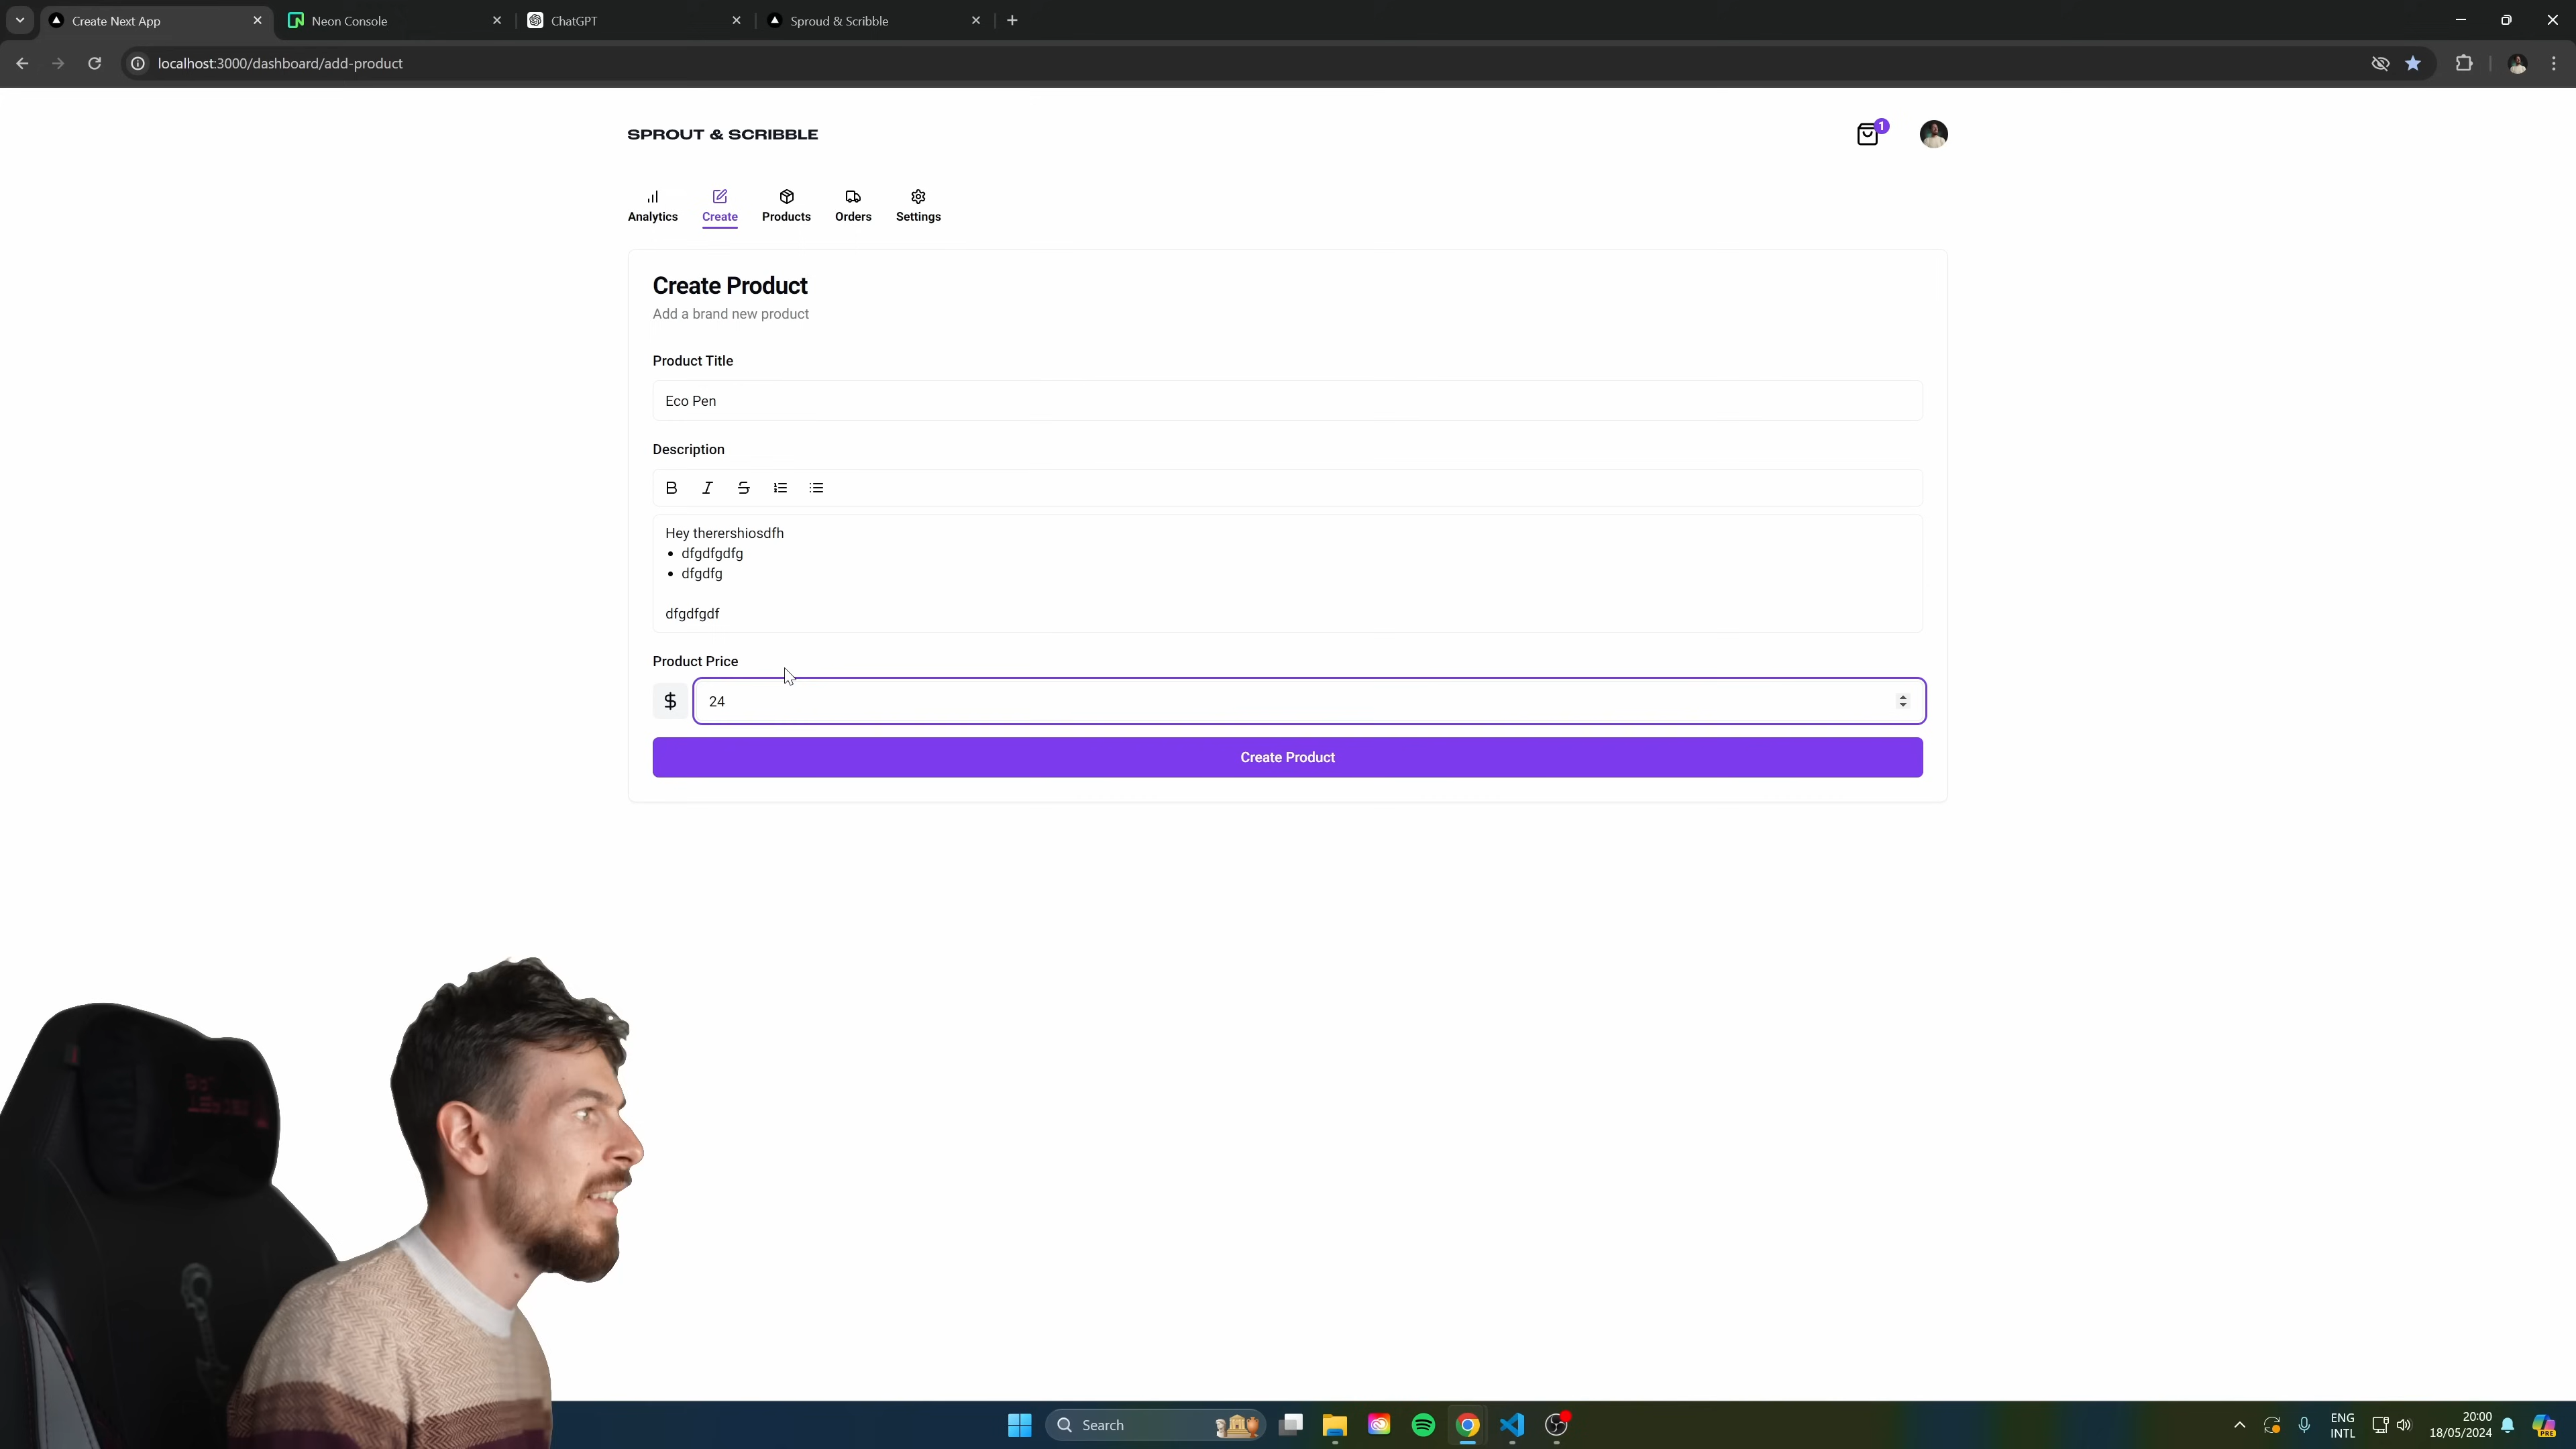 Create Next App
Neon Console
ChatGPT
Sproud & Scribble
localhost:3000/dashboard/add-product
SPROUT & SCRIBBLE
1
Analytics
Create
Products
Orders
Settings
Create Product
Add a brand new product
Product Title
Eco Pen
Description
Hey therershiosdfh
dfgdfgdfg
dfgdfg
dfgdfgdf
Product Price
$ 24
Create Product
Search
ENG
INTL
20:00
18/05/2024
PRE